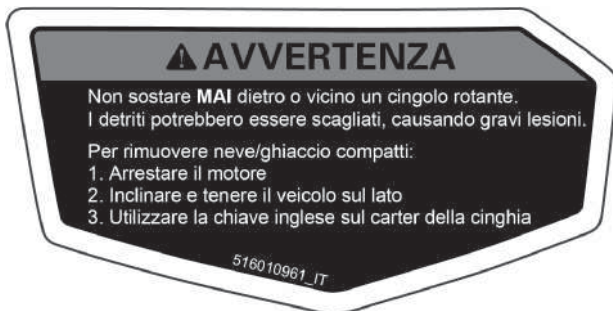 AVVERTENZA
Non sostare MAI dietro o vicino un cingolo rotante.
I detriti potrebbero essere scagliati, causando gravi lesioni.
Per rimuovere neve/ghiaccio compatti:
1. Arrestare il motore
2. Inclinare e tenere il veicolo sul lato
3. Utilizzare la chiave inglese sul carter della cinghia
516010961_IT